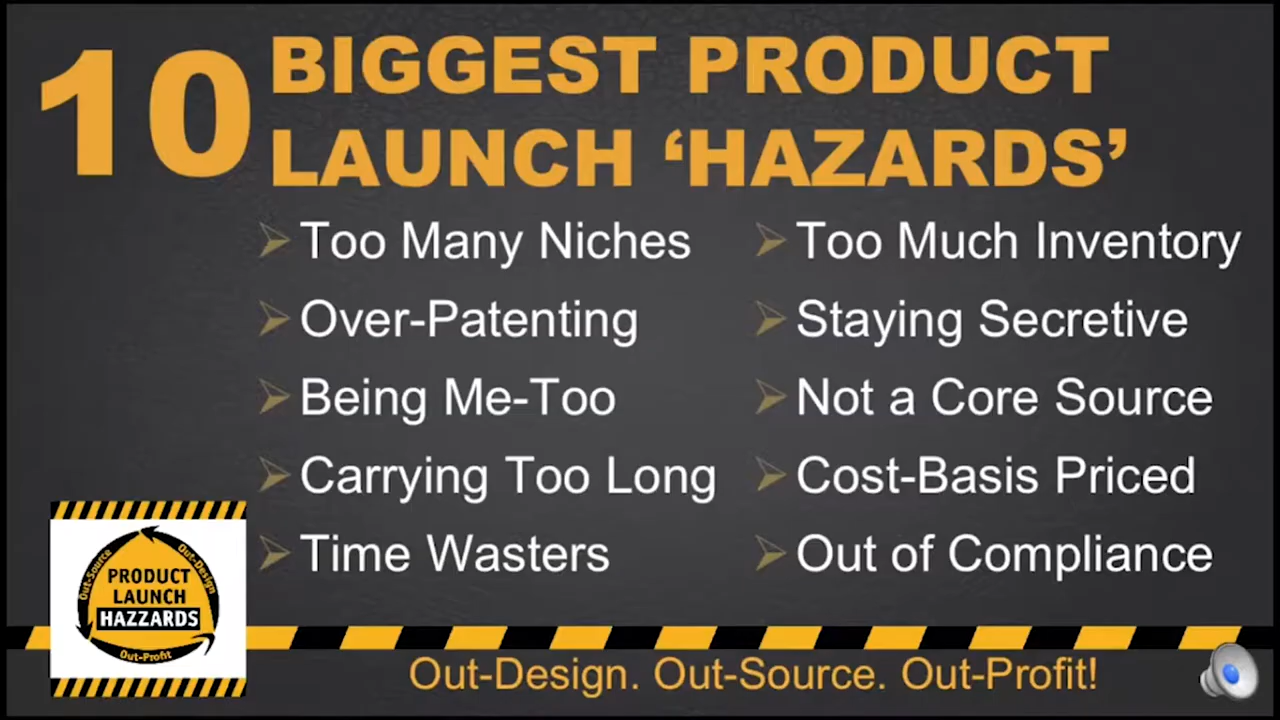 10
BIGGEST PRODUCT
LAUNCH ‘HAZARDS’
Too Many Niches
Over-Patenting
Being Me-Too
Carrying Too Long
Time Wasters
Too Much Inventory
Staying Secretive
Not a Core Source
Cost-Basis Priced
Out of Compliance
Out-Source
Out-Design
PRODUCT
LAUNCH
HAZZARDS
Out-Profit
Out-Design. Out-Source. Out-Profit!